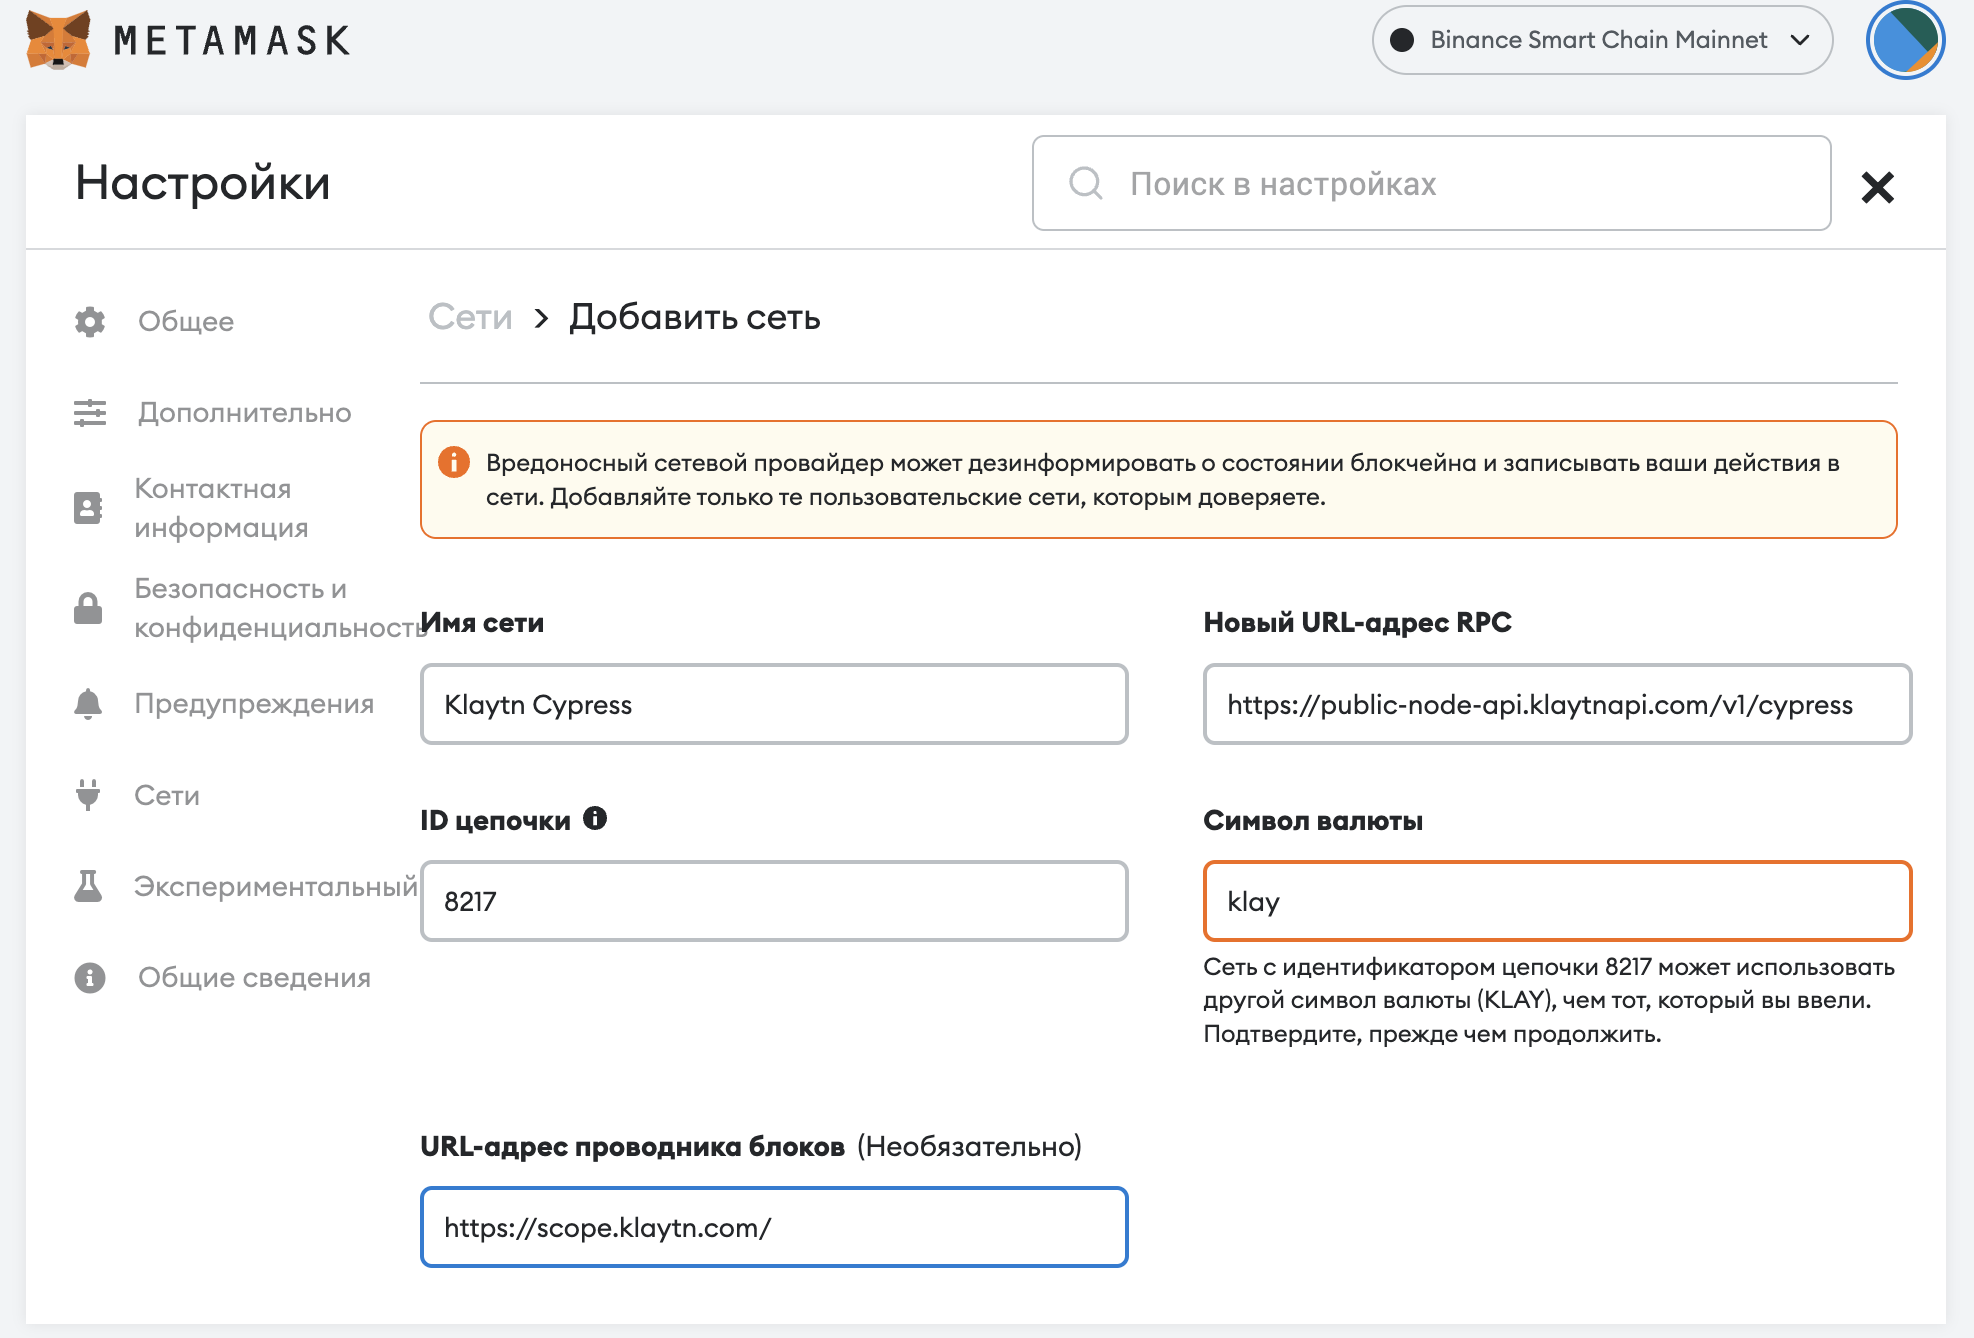 METAMASK
Binance Smart Chain Mainnet
Настройки
Поиск в настройках
Общее
Дополнительно
Контактная
информация
Безопасность и
конфиденциальность
Предупреждения
Сети
Экспериментальный
Общие сведения
Сети > Добавить сеть
Вредоносный сетевой провайдер может дезинформировать о состоянии блокчейна и записывать ваши действия в
сети. Добавляйте только те пользовательские сети, которым доверяете.
Имя сети
Klaytn Cypress
Новый URL-адрес RPC
https://public-node-api.klaytnapi.com/v1/cypress
ID цепочки
8217
Символ валюты
klay
Сеть с идентификатором цепочки 8217 может использовать
другой символ валюты (KLAY), чем тот, который вы ввели.
Подтвердите, прежде чем продолжить.
URL-адрес проводника блоков (Необязательно)
https://scope.klaytn.com/